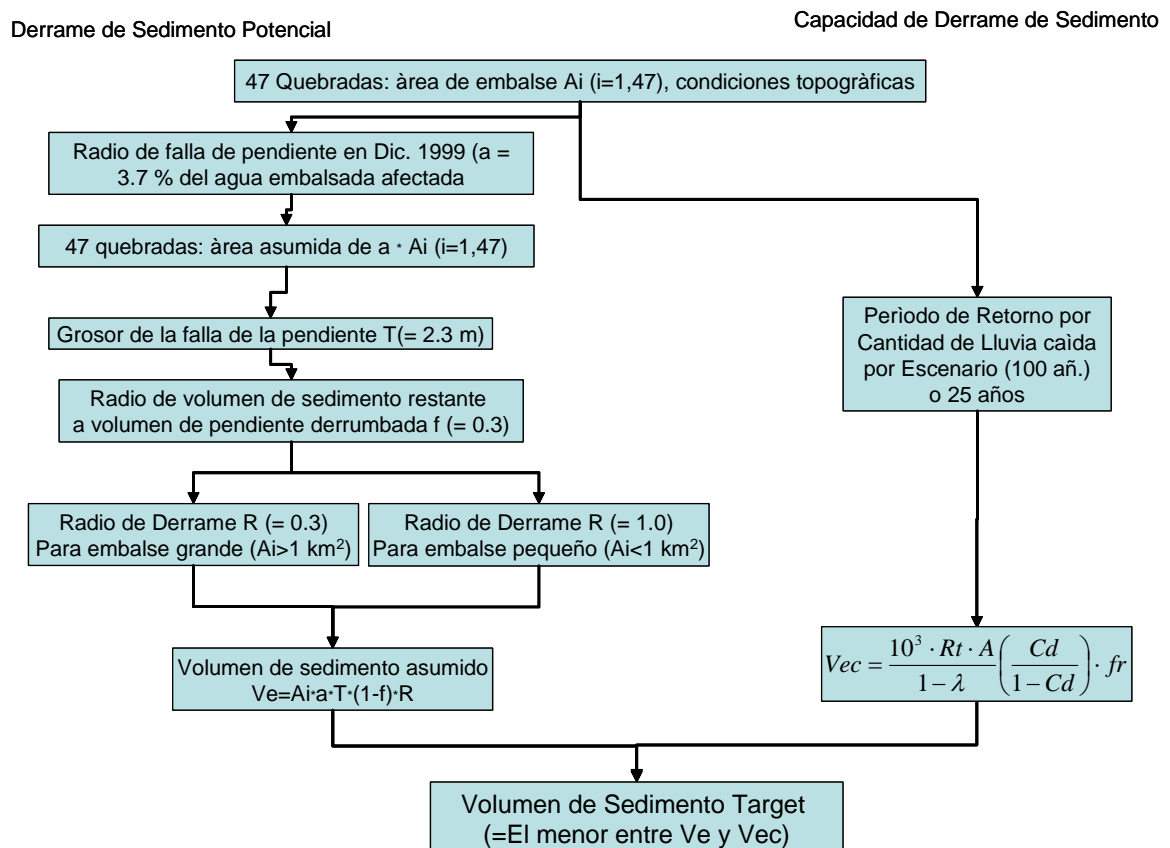 Derrame de Sedimento Potencial
Capacidad de Derrame de Sedimento
47 Quebradas: àrea de embalse Ai (i=1,47), condiciones topogràficas
Radio de falla de pendiente en Dic. 1999 (a =
3.7 % del agua embalsada afectada
47 quebradas: àrea asumida de a * Ai (i=1,47)
Grosor de la falla de la pendiente T(= 2.3 m)
Radio de volumen de sedimento restante
a volumen de pendiente derrumbada f (= 0.3)
Radio de Derrame R (= 0.3)
Para embalse grande (Ai>1 km²)
Radio de Derrame R (= 1.0)
Para embalse pequeño (Ai<1 km²)
Volumen de sedimento asumido
Ve=Ai*a*T*(1-f)*R
Perìodo de Retorno por
Cantidad de Lluvia caìda
por Escenario (100 añ.)
o 25 años
Vec = \frac{10^3 · Rt · A}{1 − λ} \left( \frac{Cd}{1 − Cd} \right) · fr
Volumen de Sedimento Target
(=El menor entre Ve y Vec)